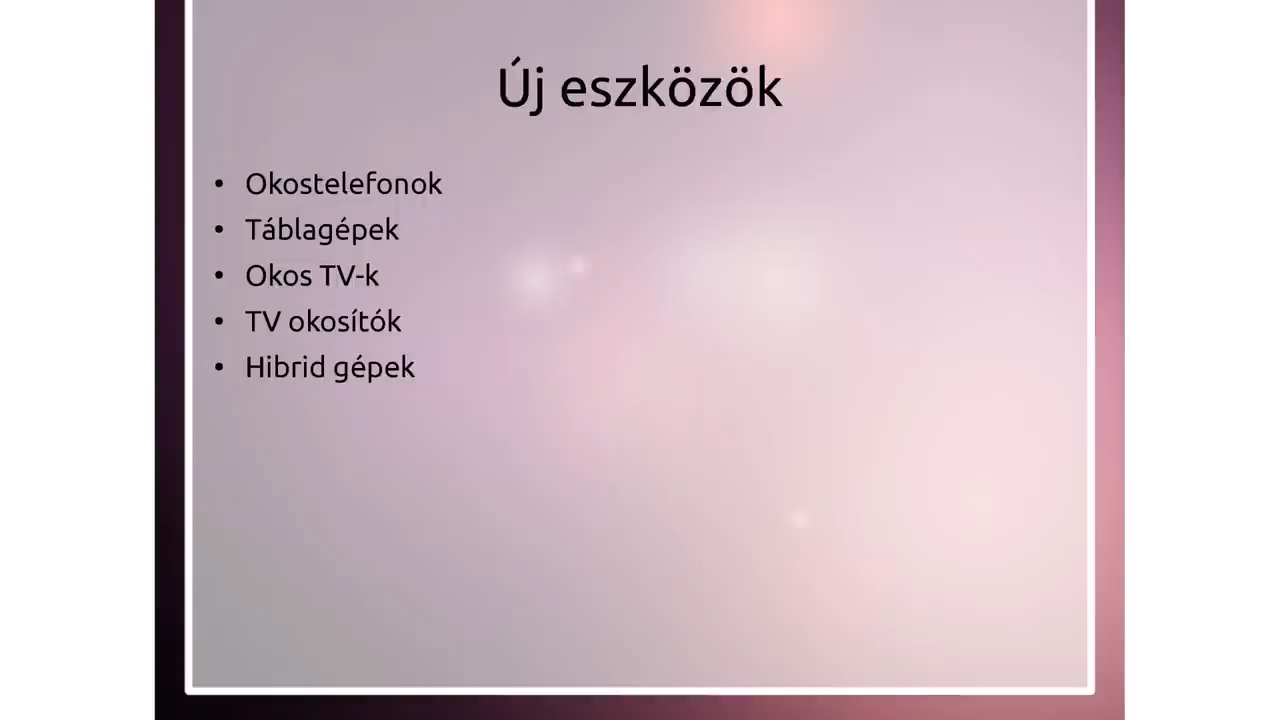 Új eszközök
• Okostelefonok
• Táblagépek
• Okos TV-k
• TV okosítók
• Hibrid gépek